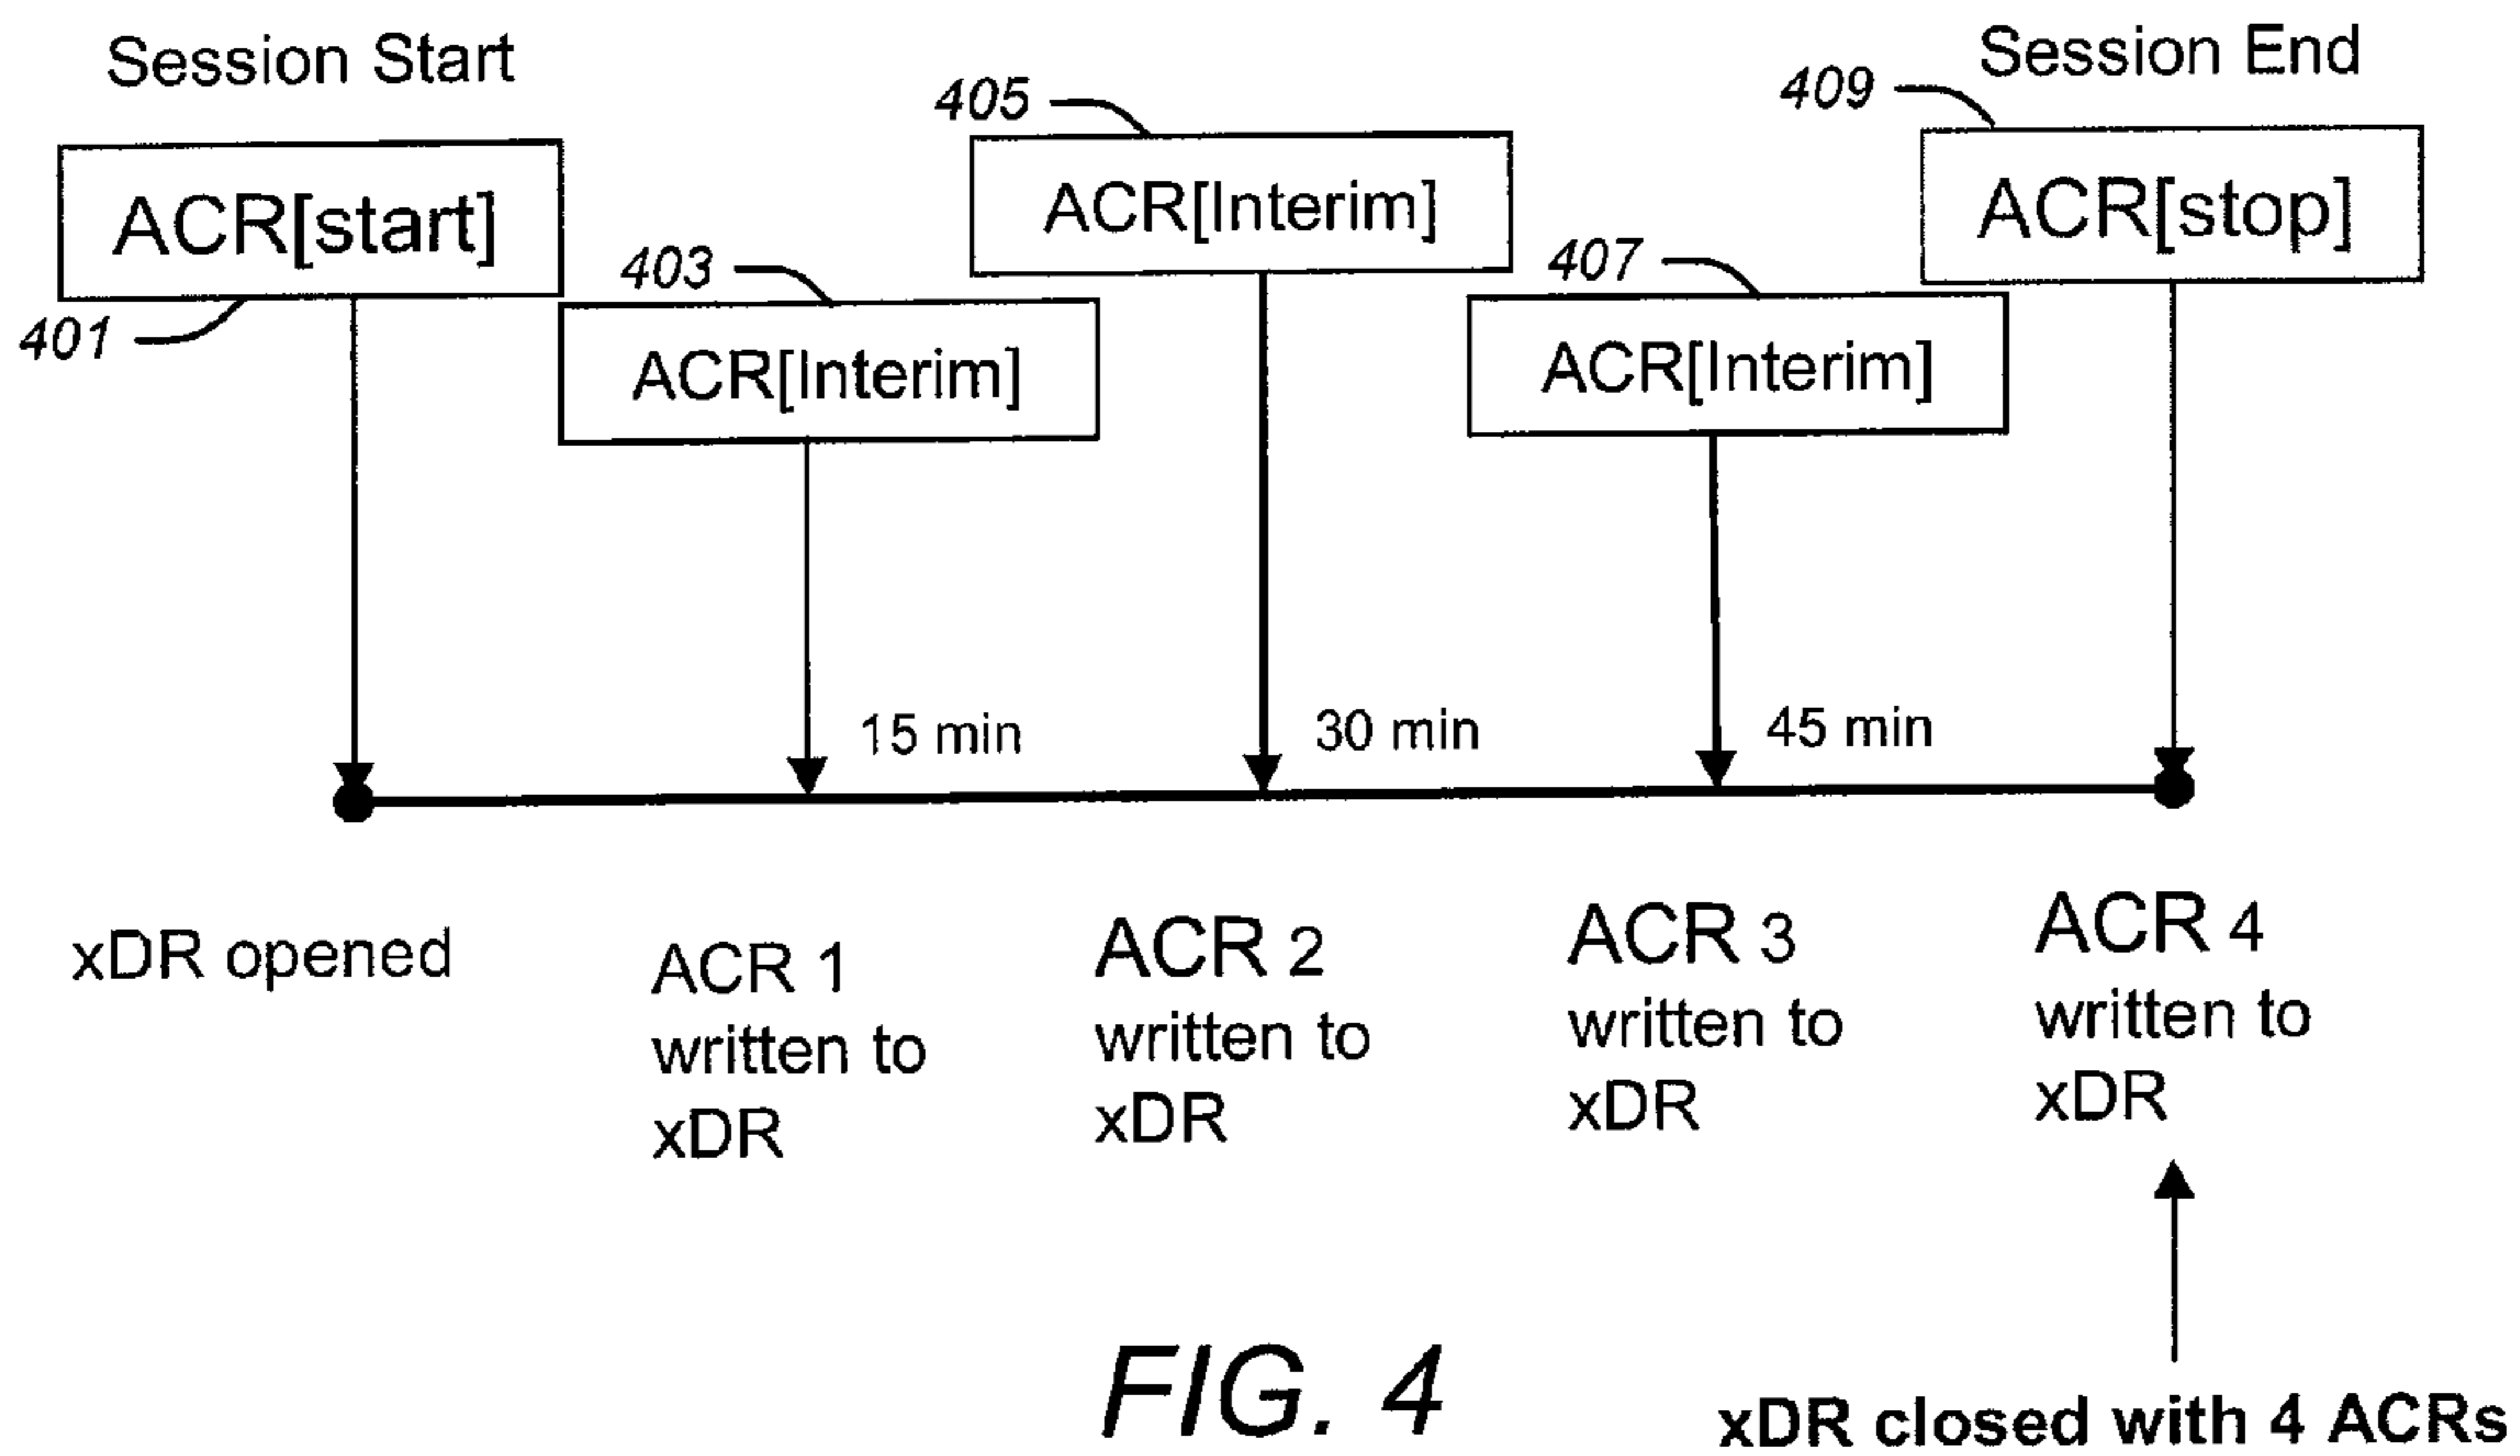 Session Start
Session End
405
409
ACR[start]
ACR[Interim]
ACR[stop]
403
407
401
ACR[Interim]
ACR[Interim]
15 min
30 min
45 min
xDR opened
ACR 1
written to
xDR
ACR 2
written to
xDR
ACR 3
written to
xDR
ACR 4
written to
xDR
FIG. 4
xDR closed with 4 ACRs